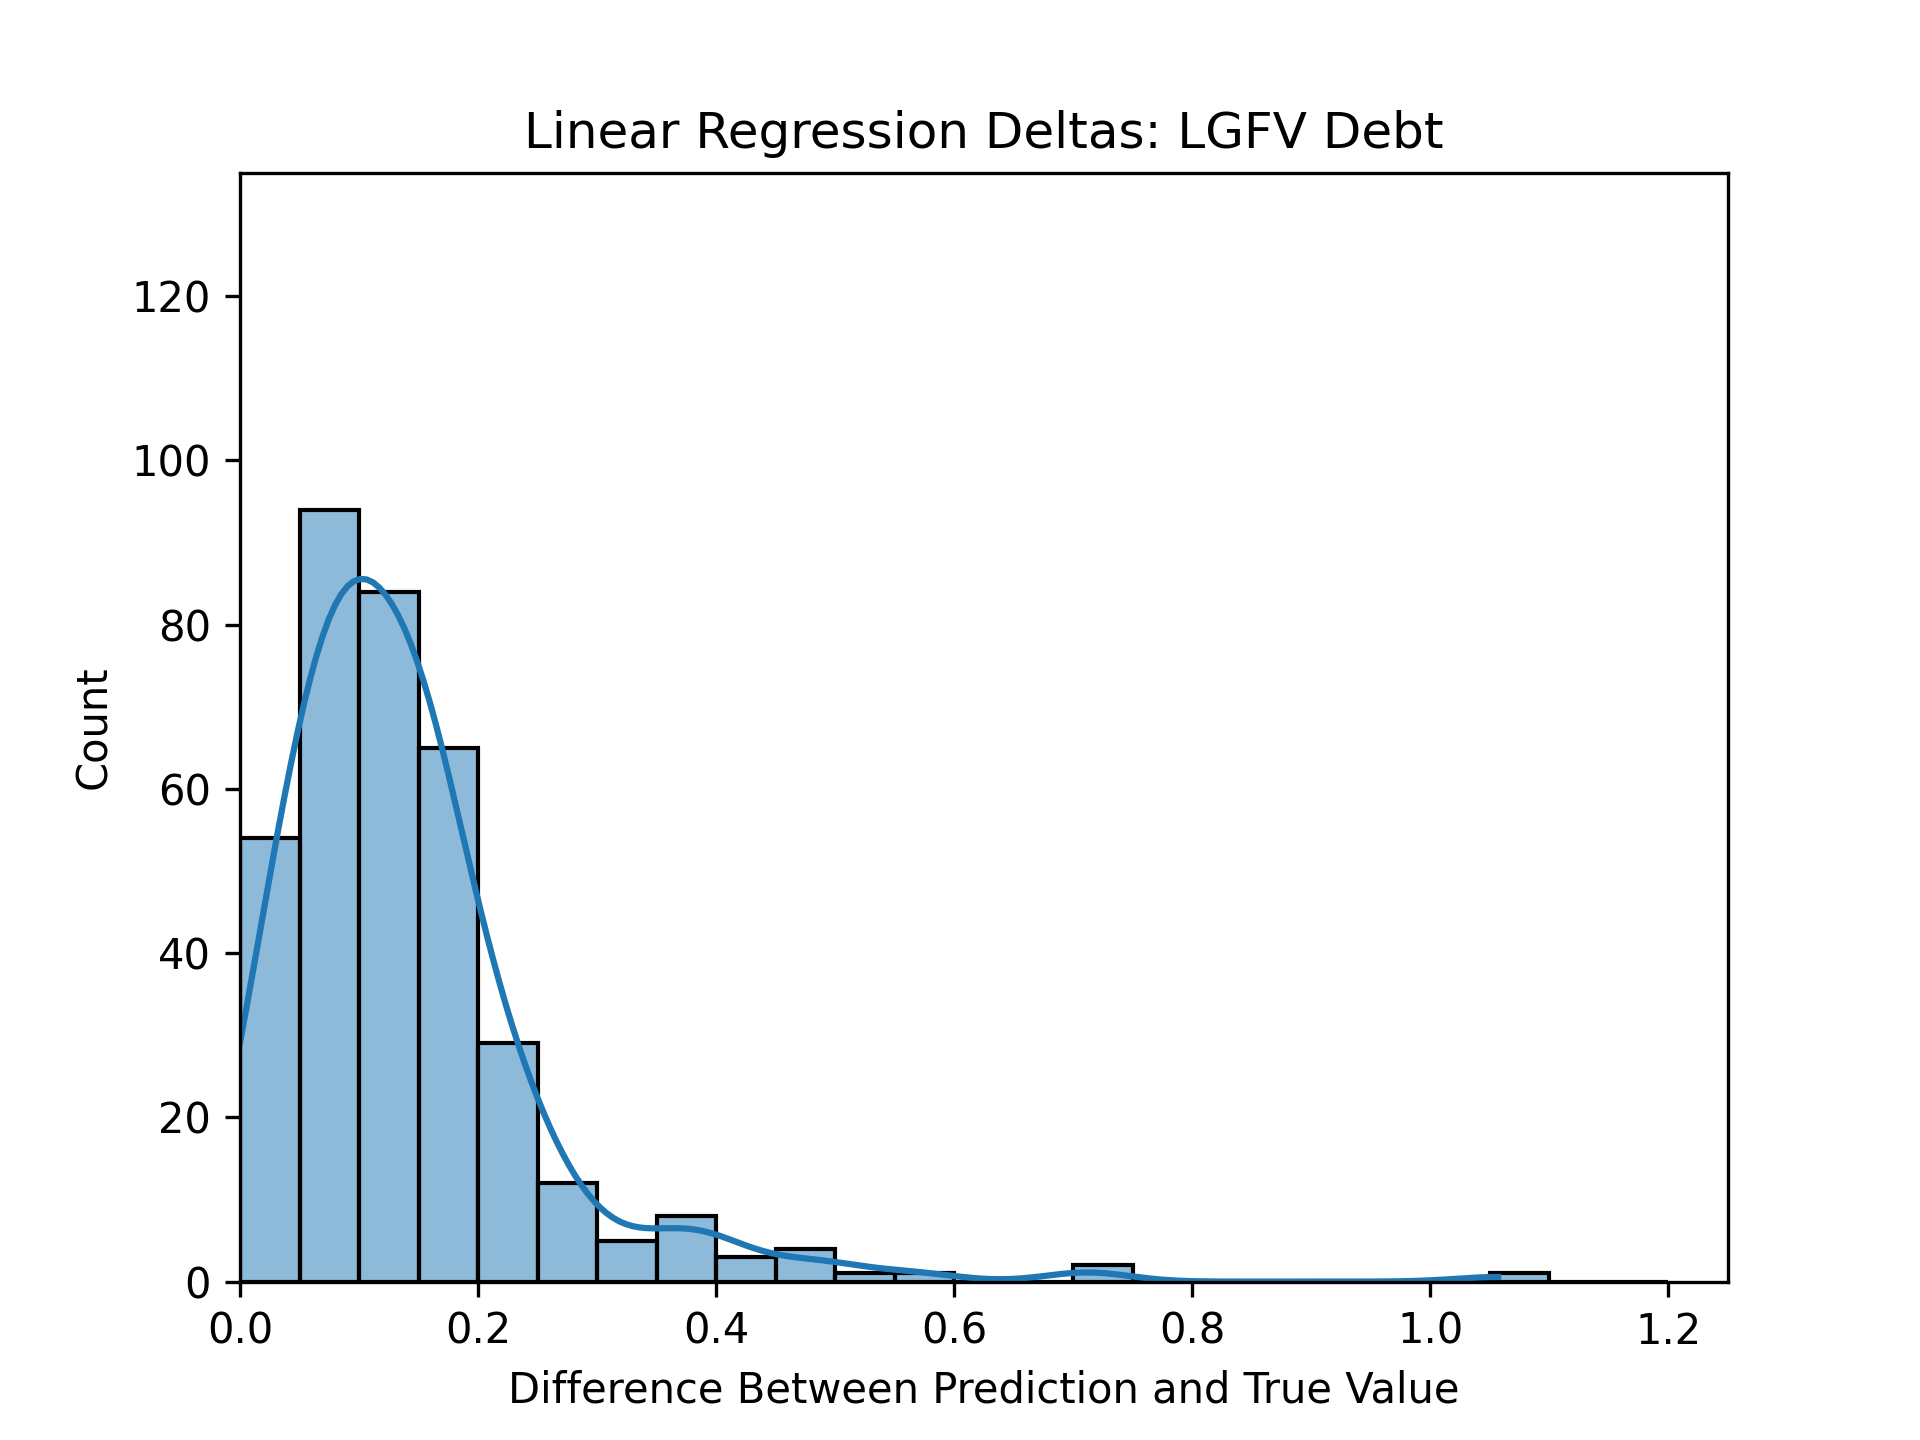 Linear Regression Deltas: LGFV Debt
120
100
80
60
40
20
0
Count
0.0 0.2 0.4 0.6 0.8 1.0 1.2
Difference Between Prediction and True Value